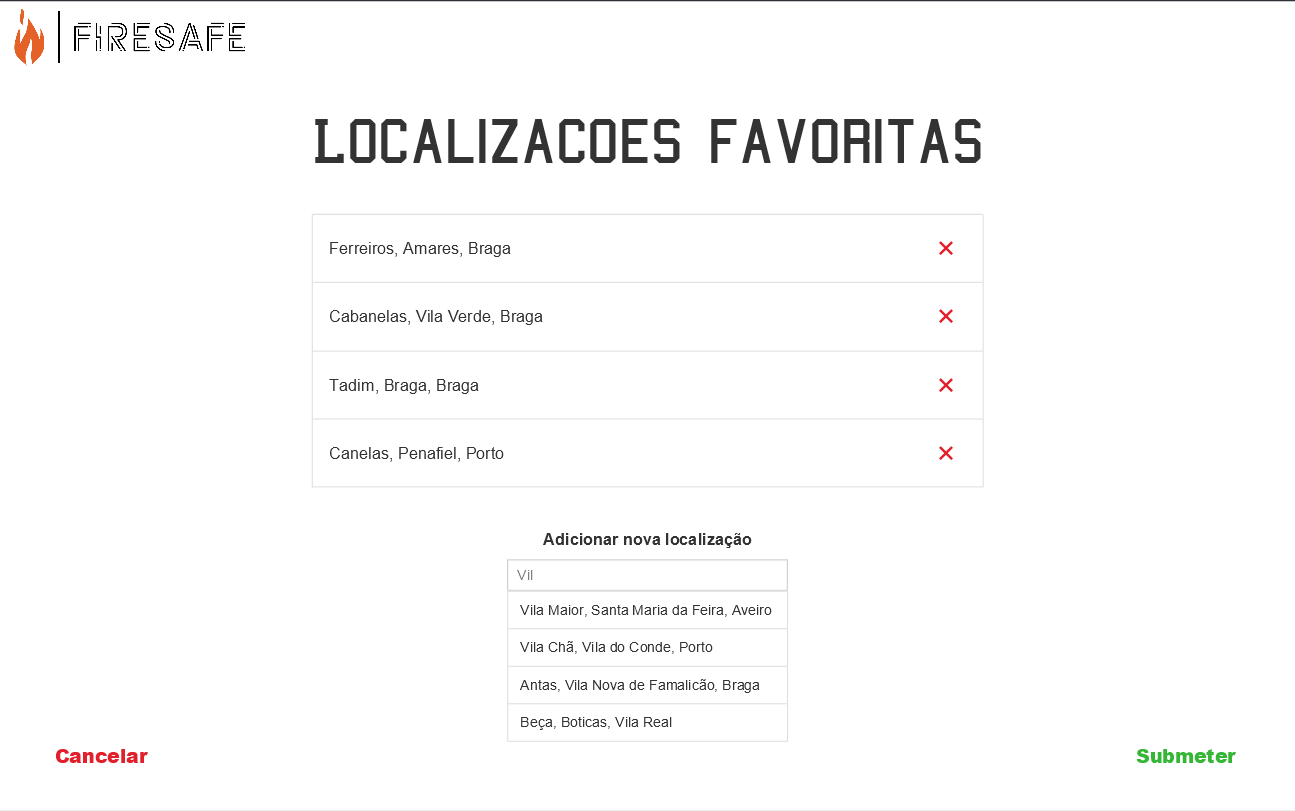 FIRESAFE
LOCALIZACOES FAVORITAS
Ferreiros, Amares, Braga
Cabanelas, Vila Verde, Braga
Tadim, Braga, Braga
Canelas, Penafiel, Porto
Adicionar nova localização
Vil
Vila Maior, Santa Maria da Feira, Aveiro
Vila Chã, Vila do Conde, Porto
Antas, Vila Nova de Famalicão, Braga
Beça, Boticas, Vila Real
Cancelar
Submeter